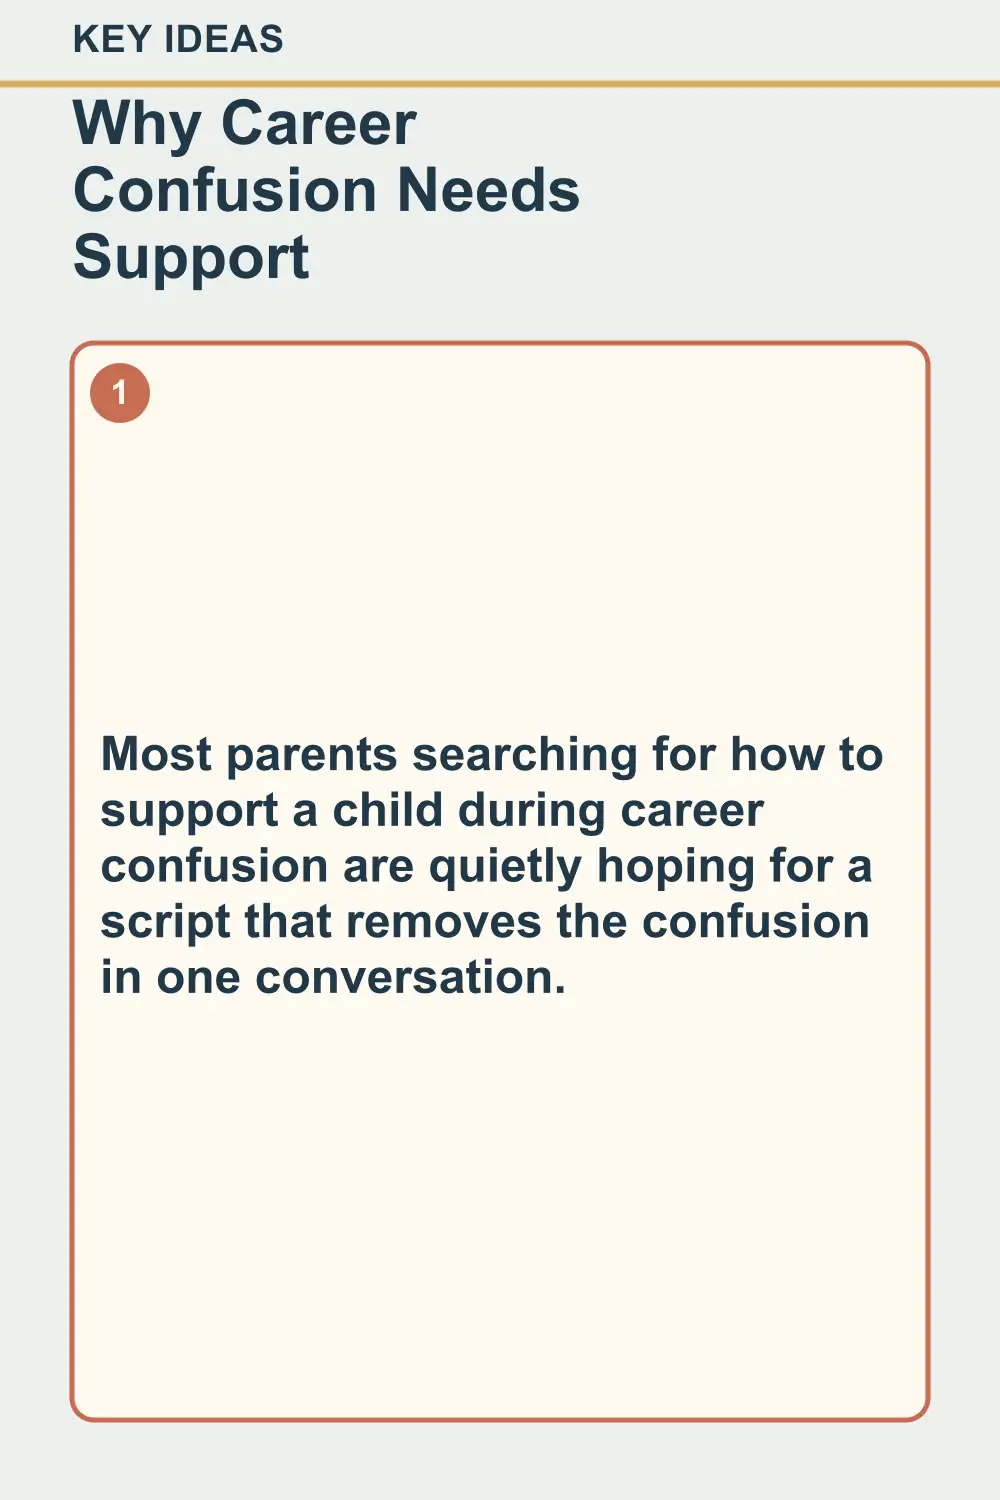 KEY IDEAS
Why Career
Confusion Needs
Support
1
Most parents searching for how to
support a child during career
confusion are quietly hoping for a
script that removes the confusion
in one conversation.